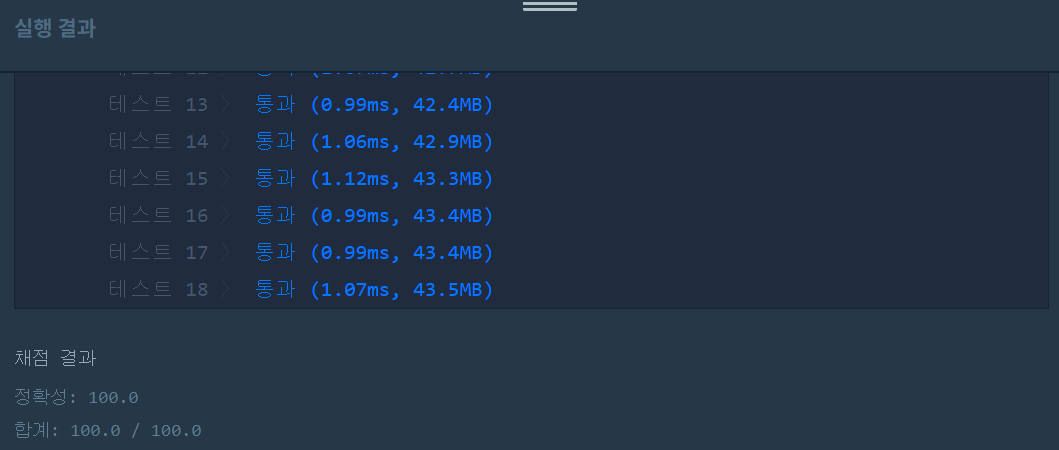 실행 결과
테스트 13 〉 통과 (0.99ms, 42.4MB)
테스트 14 〉 통과 (1.06ms, 42.9MB)
테스트 15 〉 통과 (1.12ms, 43.3MB)
테스트 16 〉 통과 (0.99ms, 43.4MB)
테스트 17 〉 통과 (0.99ms, 43.4MB)
테스트 18 〉 통과 (1.07ms, 43.5MB)
채점 결과
정확성: 100.0
합계: 100.0 / 100.0